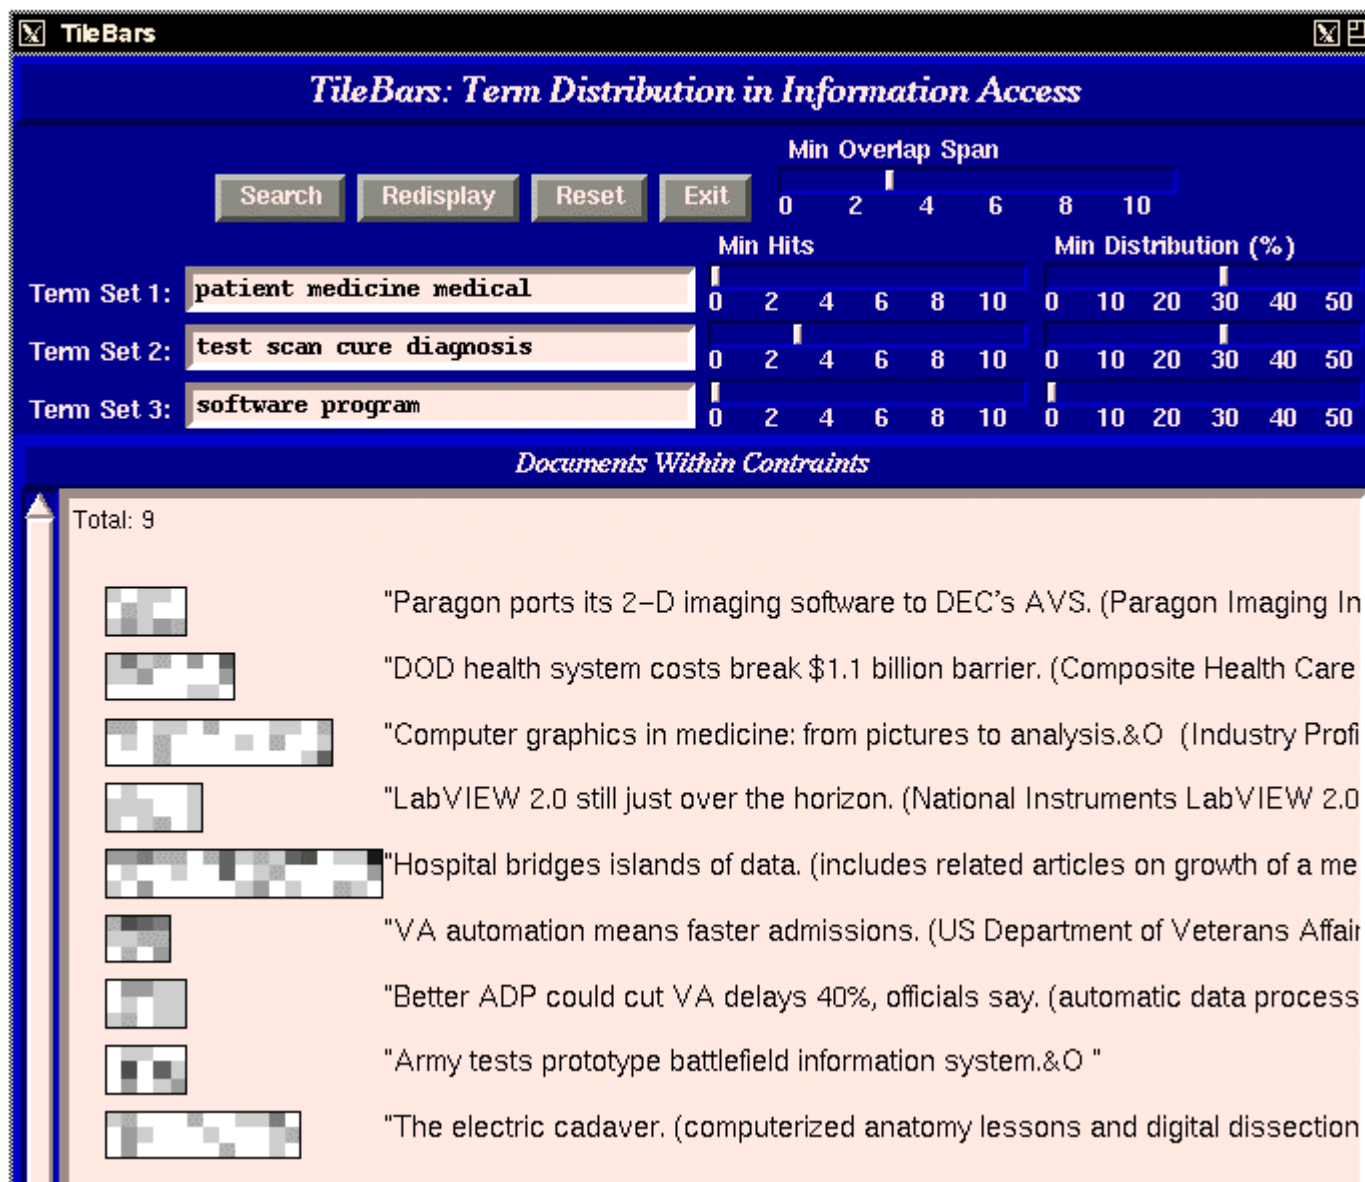 TileBars
TileBars: Term Distribution in Information Access
Min Overlap Span
Search Redisplay Reset Exit
0 2 4 6 8 10
Min Hits Min Distribution (%)
Term Set 1: patient medicine medical
0 2 4 6 8 10 0 10 20 30 40 50
Term Set 2: test scan cure diagnosis
0 2 4 6 8 10 0 10 20 30 40 50
Term Set 3: software program
0 2 4 6 8 10 0 10 20 30 40 50
Documents Within Contraints
Total: 9
"Paragon ports its 2-D imaging software to DEC's AVS. (Paragon Imaging In
"DOD health system costs break $1.1 billion barrier. (Composite Health Care
"Computer graphics in medicine: from pictures to analysis.&O (Industry Profi
"LabVIEW 2.0 still just over the horizon. (National Instruments LabVIEW 2.0
"Hospital bridges islands of data. (includes related articles on growth of a me
"VA automation means faster admissions. (US Department of Veterans Affair
"Better ADP could cut VA delays 40%, officials say. (automatic data process
"Army tests prototype battlefield information system.&O "
"The electric cadaver. (computerized anatomy lessons and digital dissection